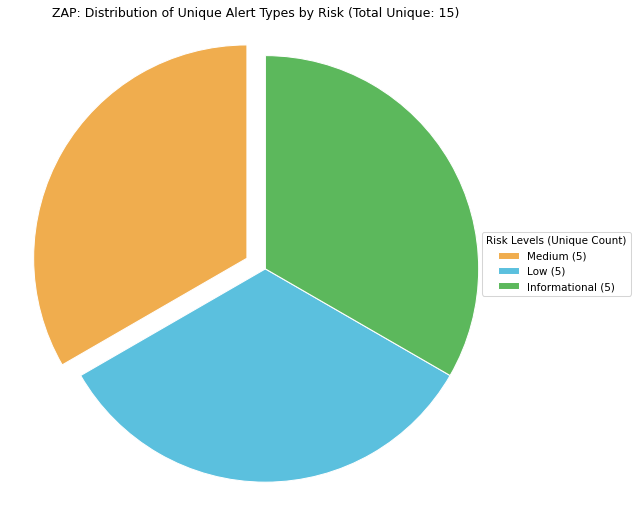 ZAP: Distribution of Unique Alert Types by Risk (Total Unique: 15)
Risk Levels (Unique Count)
Medium (5)
Low (5)
Informational (5)